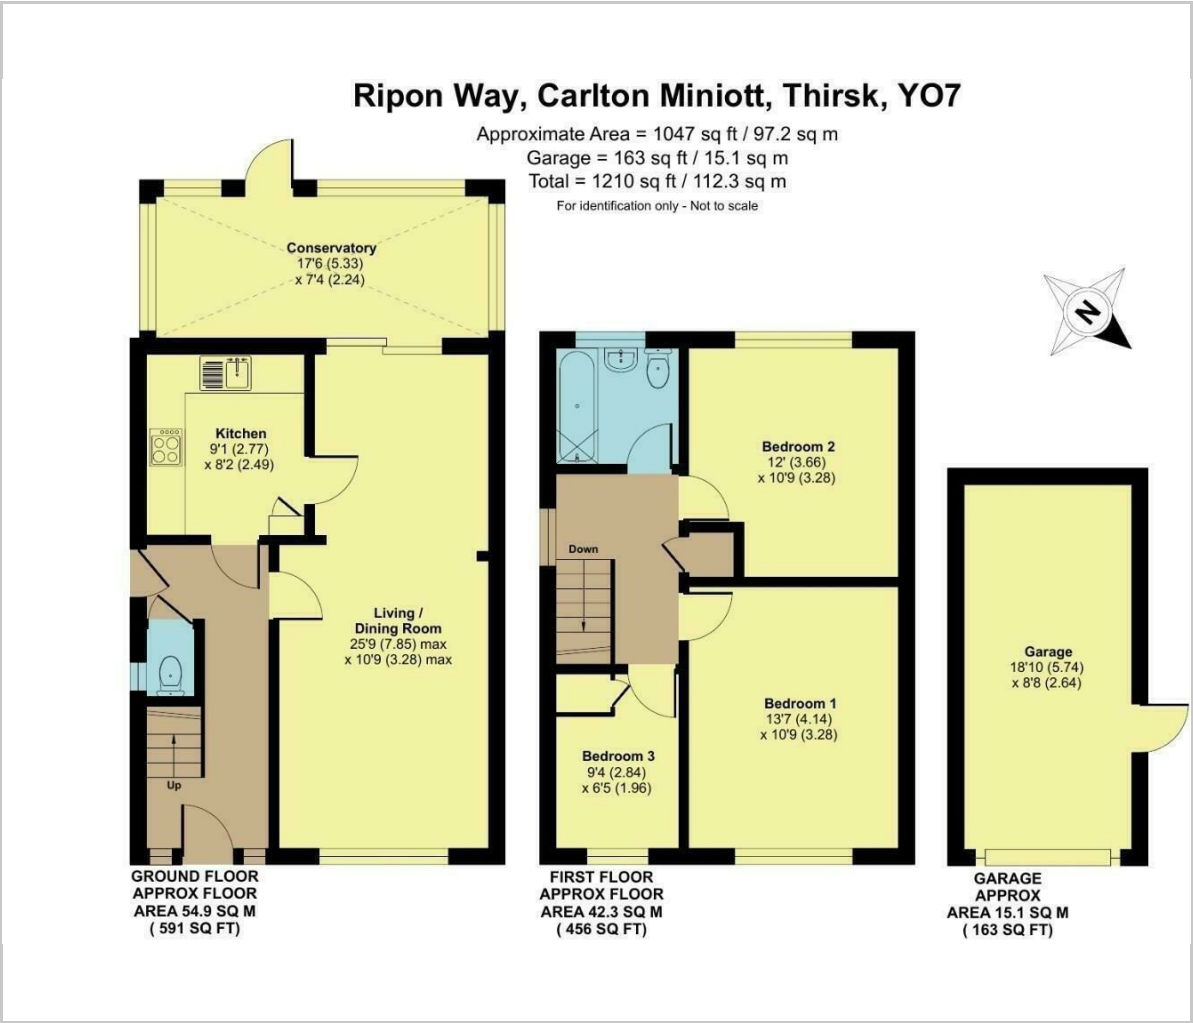 Ripon Way, Carlton Miniott, Thirsk, YO7
Approximate Area = 1047 sq ft / 97.2 sq m
Garage = 163 sq ft / 15.1 sq m
Total = 1210 sq ft / 112.3 sq m
For identification only - Not to scale
Conservatory
17'6 (5.33)
x 7'4 (2.24)
N
Kitchen
9'1 (2.77)
x 8'2 (2.49)
Living /
Dining Room
25'9 (7.85) max
x 10'9 (3.28) max
Up
GROUND FLOOR
APPROX FLOOR
AREA 54.9 SQ M
( 591 SQ FT)
Bedroom 2
12' (3.66)
x 10'9 (3.28)
Down
Bedroom 1
13'7 (4.14)
x 10'9 (3.28)
Bedroom 3
9'4 (2.84)
x 6'5 (1.96)
FIRST FLOOR
APPROX FLOOR
AREA 42.3 SQ M
( 456 SQ FT)
Garage
18'10 (5.74)
x 8'8 (2.64)
GARAGE
APPROX
AREA 15.1 SQ M
( 163 SQ FT)